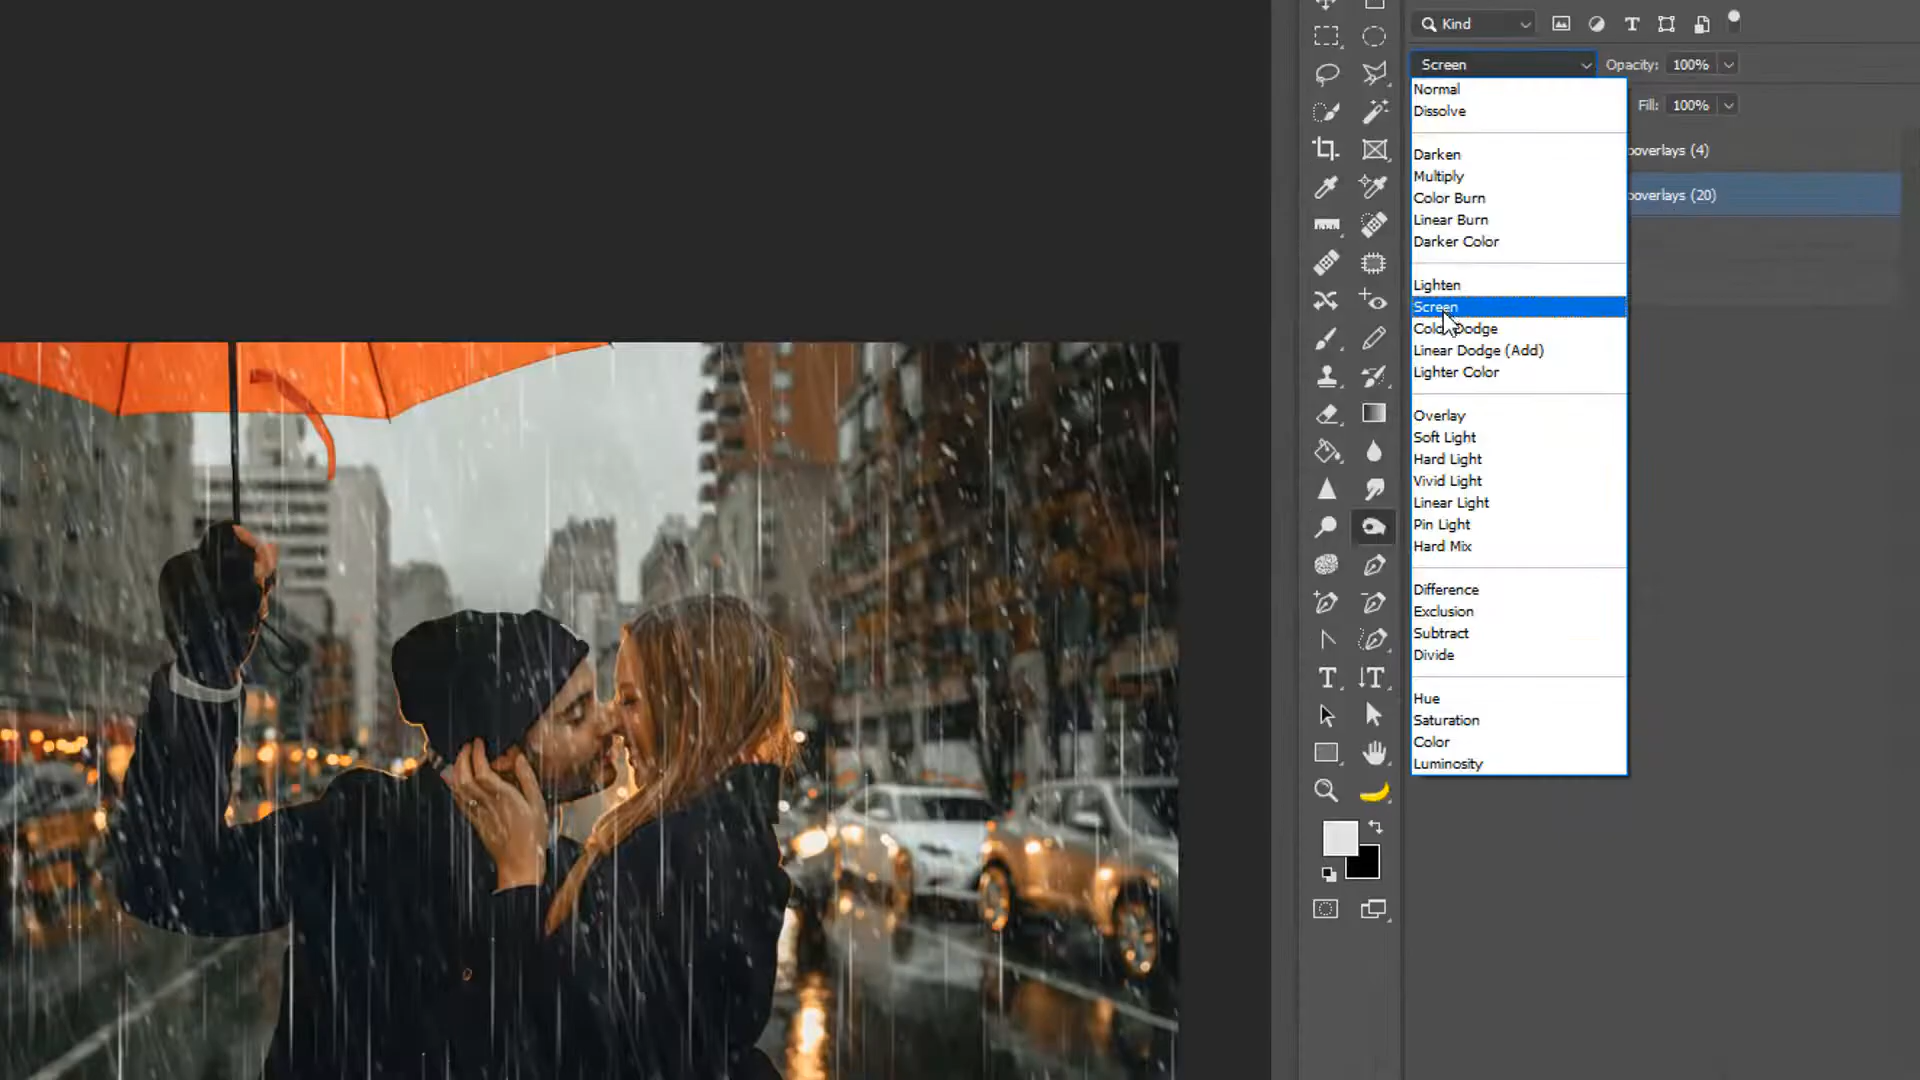 Kind
Screen
Opacity: 100%
Normal
Dissolve
Fill: 100%
Darken
overlays (4)
Multiply
overlays (20)
Color Burn
Linear Burn
Darker Color
Lighten
Screen
Color Dodge
Linear Dodge (Add)
Lighter Color
Overlay
Soft Light
Hard Light
Vivid Light
Linear Light
Pin Light
Hard Mix
Difference
Exclusion
Subtract
Divide
Hue
Saturation
Color
Luminosity